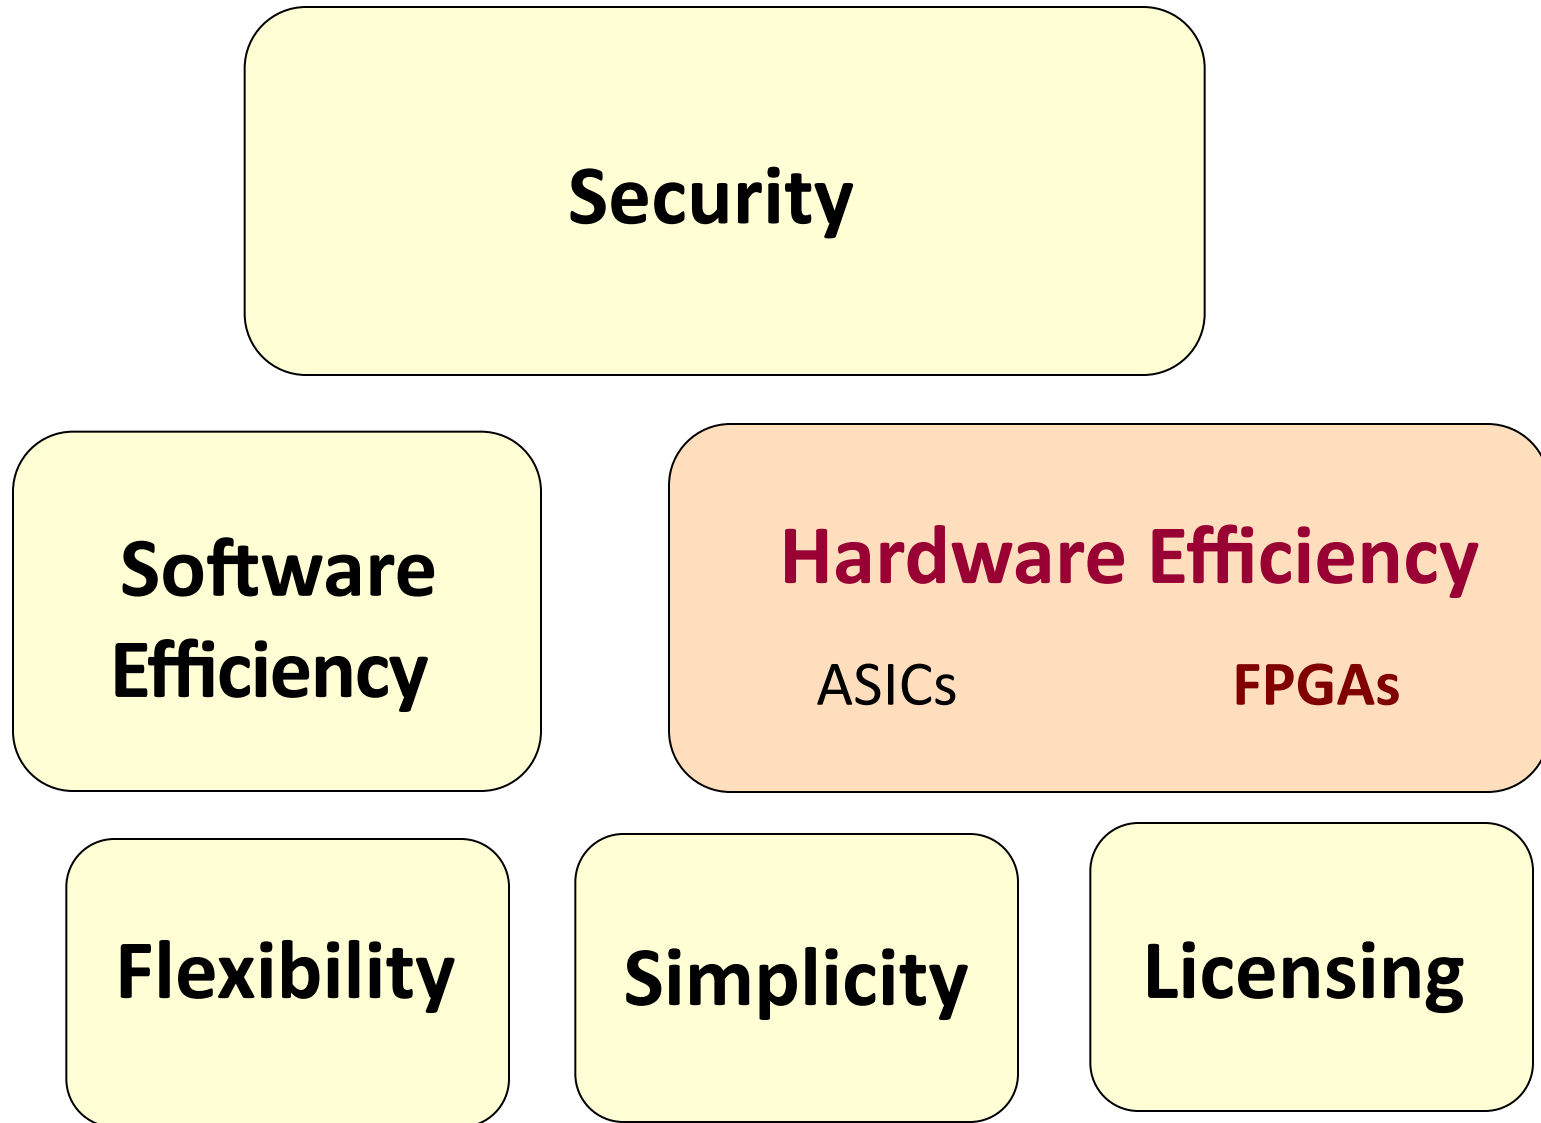 Security
Software
Efficiency
Hardware Efficiency
ASICs FPGAs
Flexibility
Simplicity
Licensing